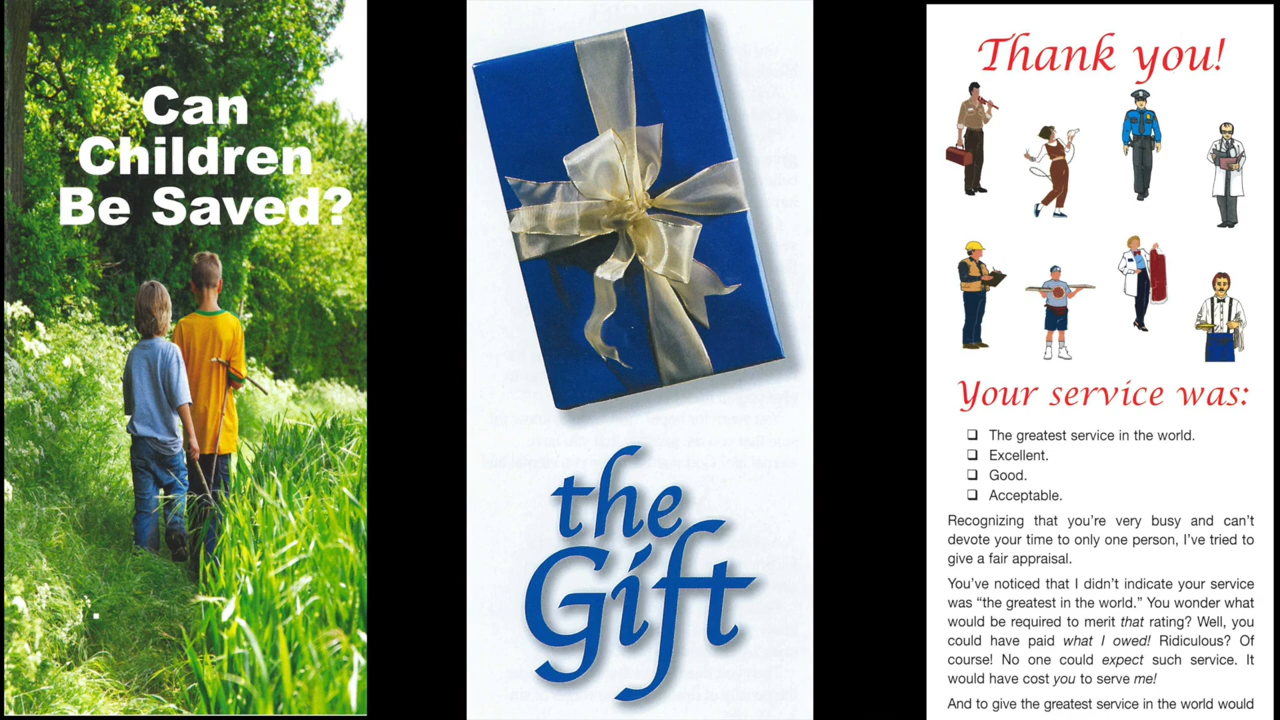 Can
Children
Be Saved?
the
Gift
Thank you!
Your service was:
❏ The greatest service in the world.
❏ Excellent.
❏ Good.
❏ Acceptable.
Recognizing that you're very busy and can't
devote your time to only one person, I've tried to
give a fair appraisal.
You've noticed that I didn't indicate your service
was “the greatest in the world.” You wonder what
would be required to merit that rating? Well, you
could have paid what I owed! Ridiculous? Of
course! No one could expect such service. It
would have cost you to serve me!
And to give the greatest service in the world would